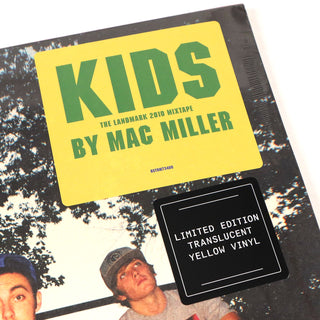 KIDS
THE LANDMARK 2010 MIXTAPE
BY MAC MILLER
LIMITED EDITION
TRANSLUCENT
YELLOW VINYL